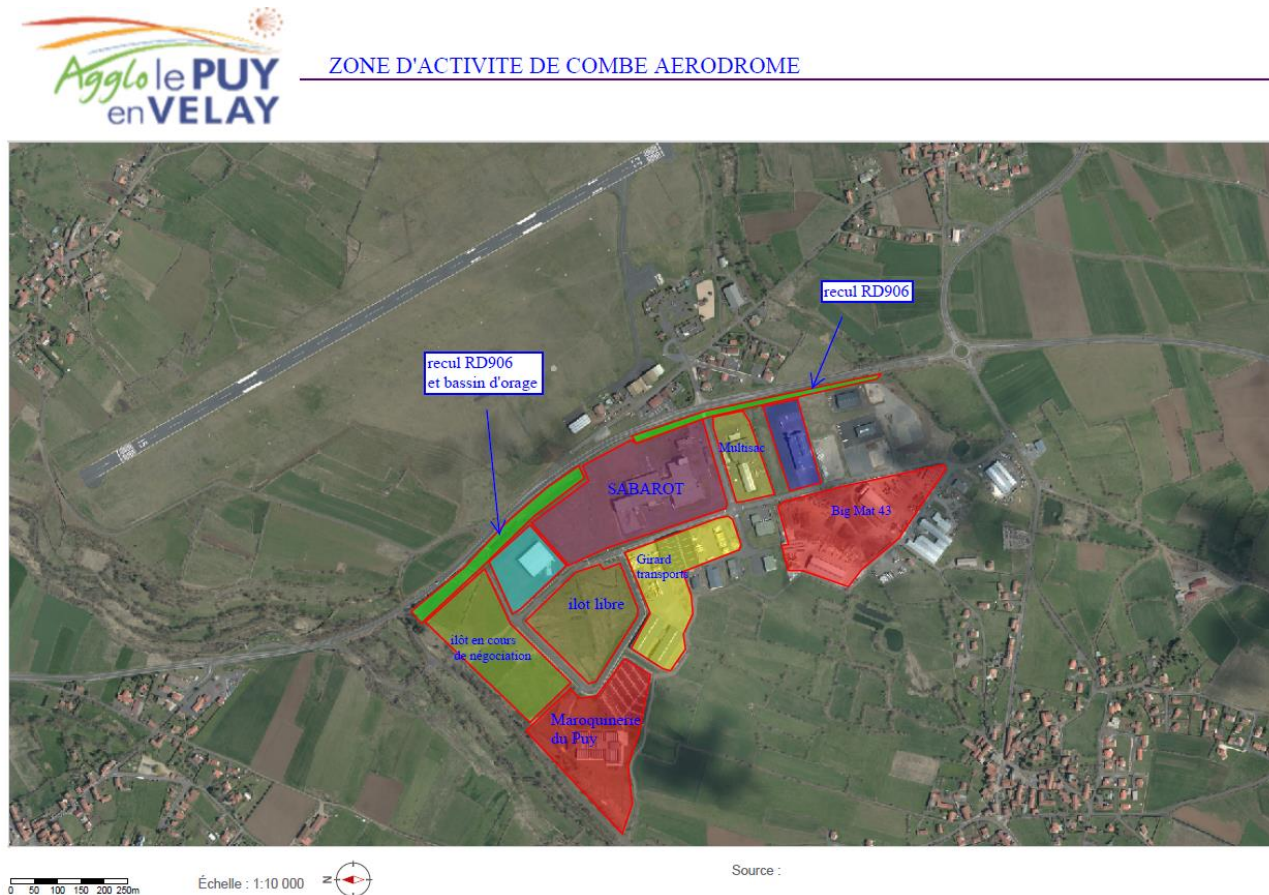 Agglo le PUY
en VELAY
ZONE D'ACTIVITE DE COMBE AERODROME
recul RD906
recul RD906
et bassin d'orage
Multisac
SABAROT
Big Mat 43
Girard
transports
ilot libre
ilôt en cours
de négociation
Maroquinerie
du Puy
0 50 100 150 200 250m
Échelle : 1:10 000
N
Source :